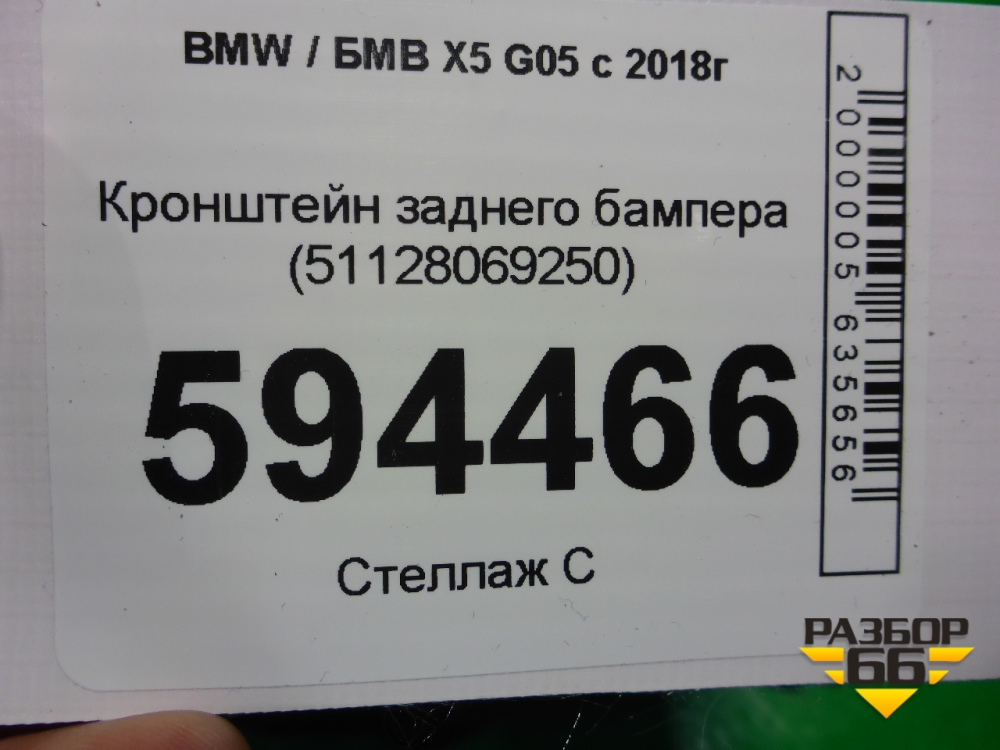 BMW / БМВ X5 G05 с 2018г
Кронштейн заднего бампера
(51128069250)
594466
Стеллаж С
2000005635656
РАЗБОР
66